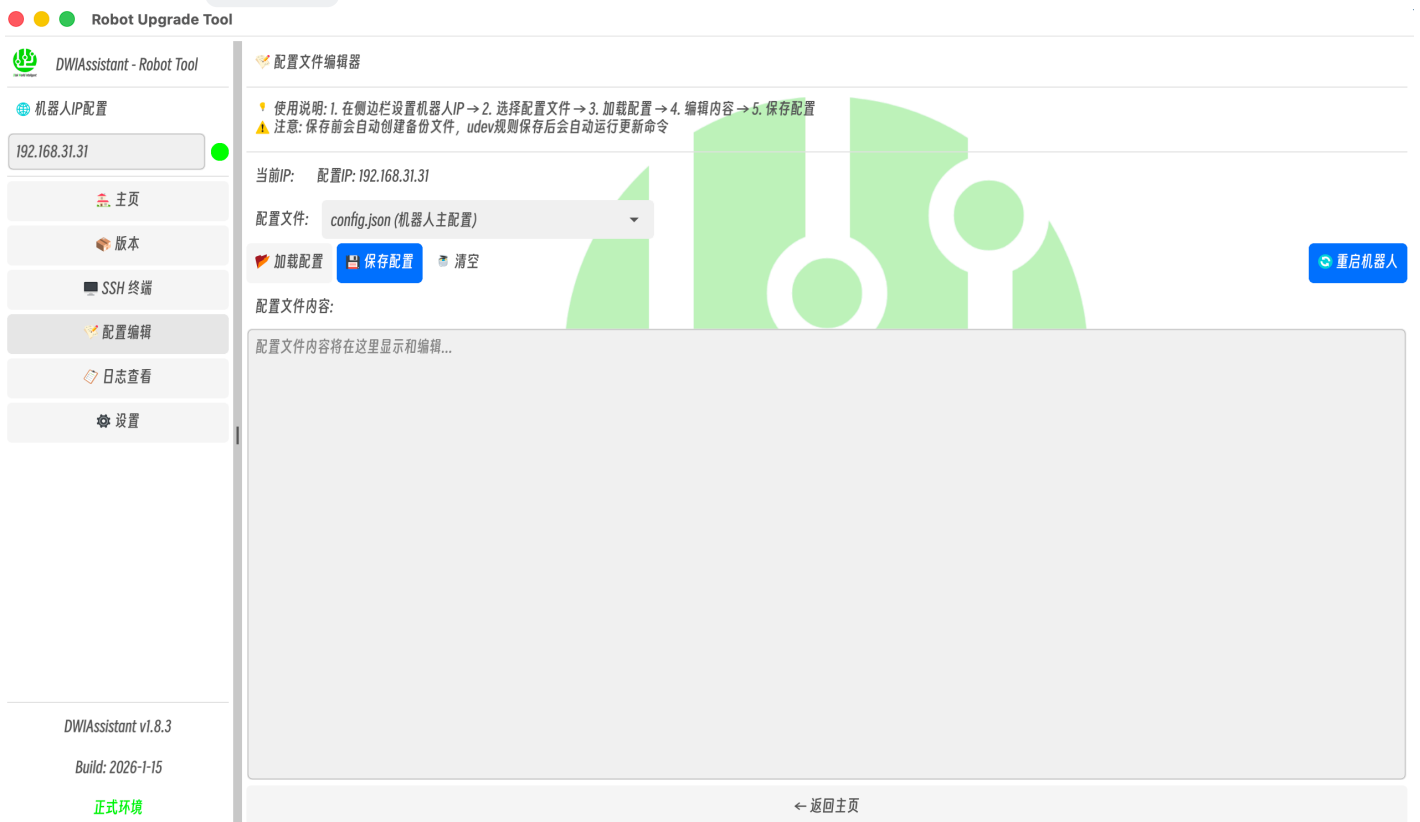 Robot Upgrade Tool
DWIAssistant - Robot Tool
机器人IP配置
192.168.31.31
主页
版本
SSH 终端
配置编辑
日志查看
设置
DWIAssistant v1.8.3
Build: 2026-1-15
正式环境
配置文件编辑器
使用说明: 1. 在侧边栏设置机器人IP → 2. 选择配置文件 → 3. 加载配置 → 4. 编辑内容 → 5. 保存配置
注意: 保存前会自动创建备份文件，udev规则保存后会自动运行更新命令
当前IP: 配置IP: 192.168.31.31
配置文件: config.json (机器人主配置)
加载配置 保存配置 清空 重启机器人
配置文件内容:
配置文件内容将在这里显示和编辑...
← 返回主页